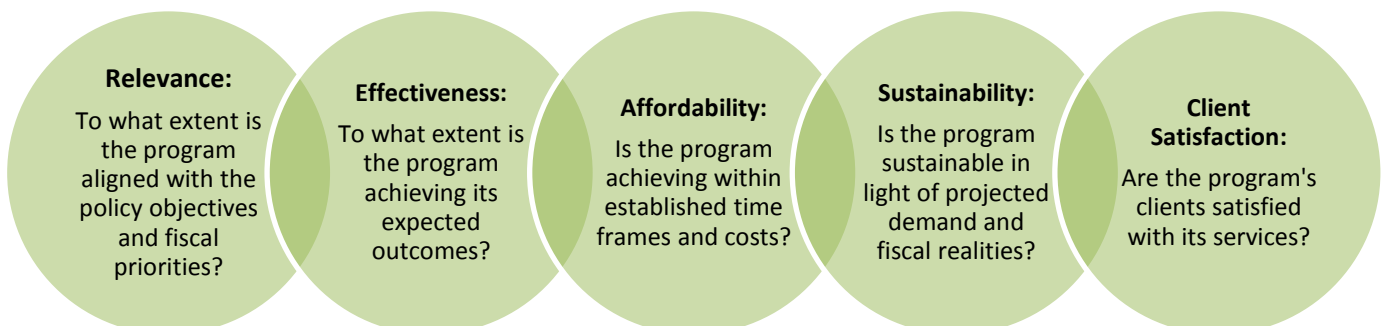 Relevance:
To what extent is
the program
aligned with the
policy objectives
and fiscal
priorities?
Effectiveness:
To what extent is
the program
achieving its
expected
outcomes?
Affordability:
Is the program
achieving within
established time
frames and costs?
Sustainability:
Is the program
sustainable in
light of projected
demand and
fiscal realities?
Client
Satisfaction:
Are the program's
clients satisfied
with its services?